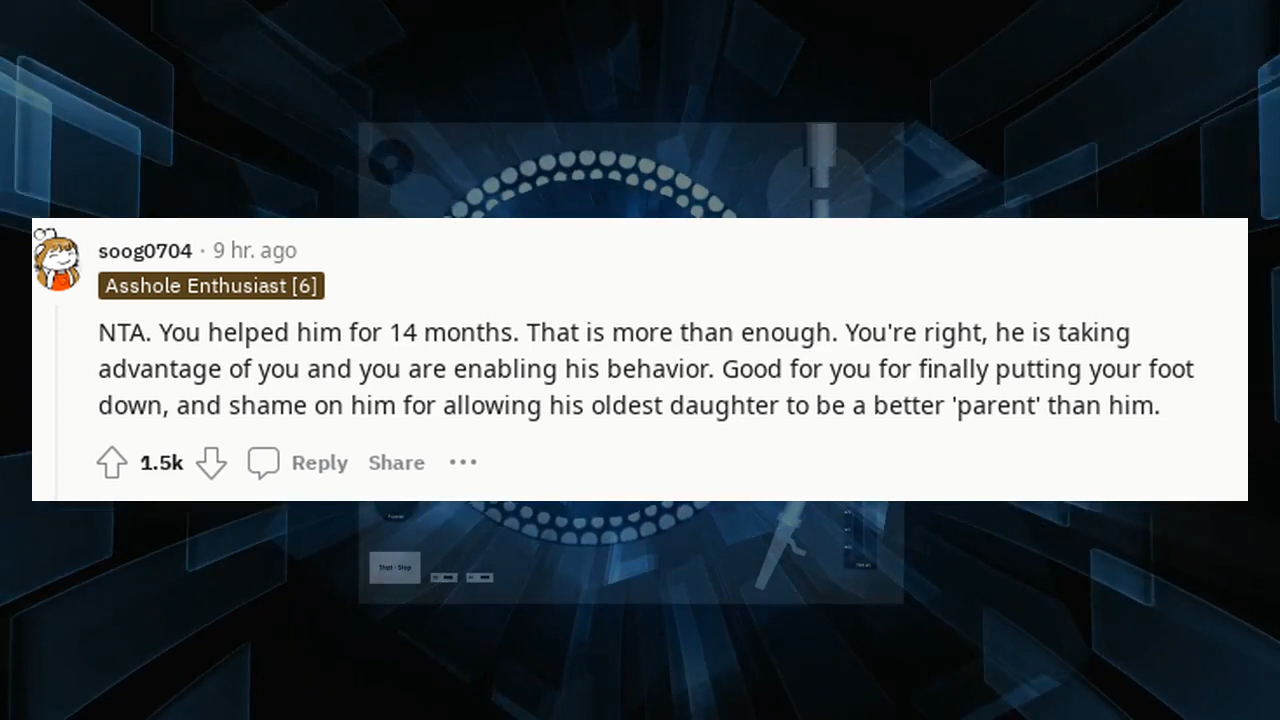 soog0704 · 9 hr. ago
Asshole Enthusiast [6]
NTA. You helped him for 14 months. That is more than enough. You're right, he is taking
advantage of you and you are enabling his behavior. Good for you for finally putting your foot
down, and shame on him for allowing his oldest daughter to be a better 'parent' than him.
1.5k Reply Share ···
Start - Stop